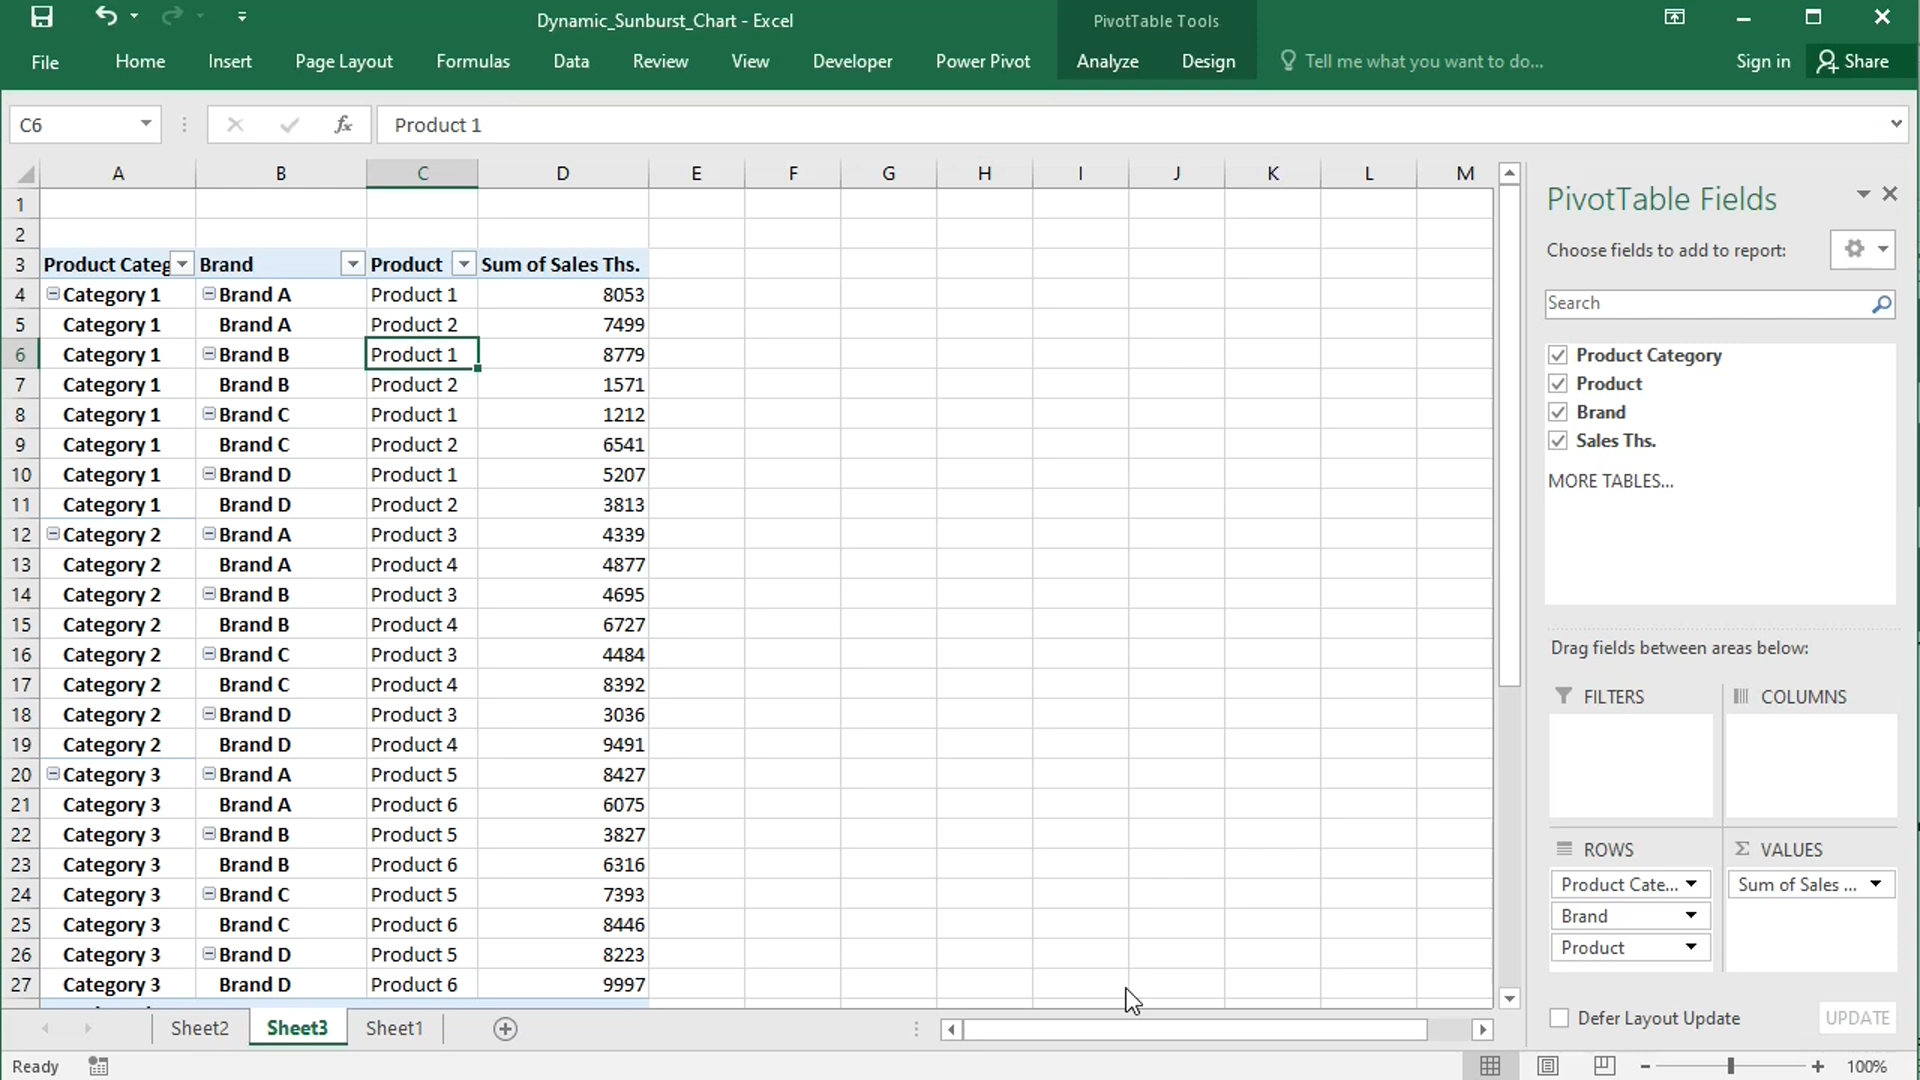 Dynamic_Sunburst_Chart - Excel
PivotTable Tools
File Home Insert Page Layout Formulas Data Review View Developer Power Pivot Analyze Design Tell me what you want to do... Sign in Share
C6 fx Product 1
A B C D E F G H I J K L M
1
2
3 Product Categ Brand Product Sum of Sales Ths.
4 Category 1 Brand A Product 1 8053
5 Category 1 Brand A Product 2 7499
6 Category 1 Brand B Product 1 8779
7 Category 1 Brand B Product 2 1571
8 Category 1 Brand C Product 1 1212
9 Category 1 Brand C Product 2 6541
10 Category 1 Brand D Product 1 5207
11 Category 1 Brand D Product 2 3813
12 Category 2 Brand A Product 3 4339
13 Category 2 Brand A Product 4 4877
14 Category 2 Brand B Product 3 4695
15 Category 2 Brand B Product 4 6727
16 Category 2 Brand C Product 3 4484
17 Category 2 Brand C Product 4 8392
18 Category 2 Brand D Product 3 3036
19 Category 2 Brand D Product 4 9491
20 Category 3 Brand A Product 5 8427
21 Category 3 Brand A Product 6 6075
22 Category 3 Brand B Product 5 3827
23 Category 3 Brand B Product 6 6316
24 Category 3 Brand C Product 5 7393
25 Category 3 Brand C Product 6 8446
26 Category 3 Brand D Product 5 8223
27 Category 3 Brand D Product 6 9997
PivotTable Fields
Choose fields to add to report:
Search
Product Category
Product
Brand
Sales Ths.
MORE TABLES...
Drag fields between areas below:
FILTERS COLUMNS
ROWS Σ VALUES
Product Cate... Sum of Sales ...
Brand
Product
Defer Layout Update UPDATE
Sheet2 Sheet3 Sheet1
Ready 100%